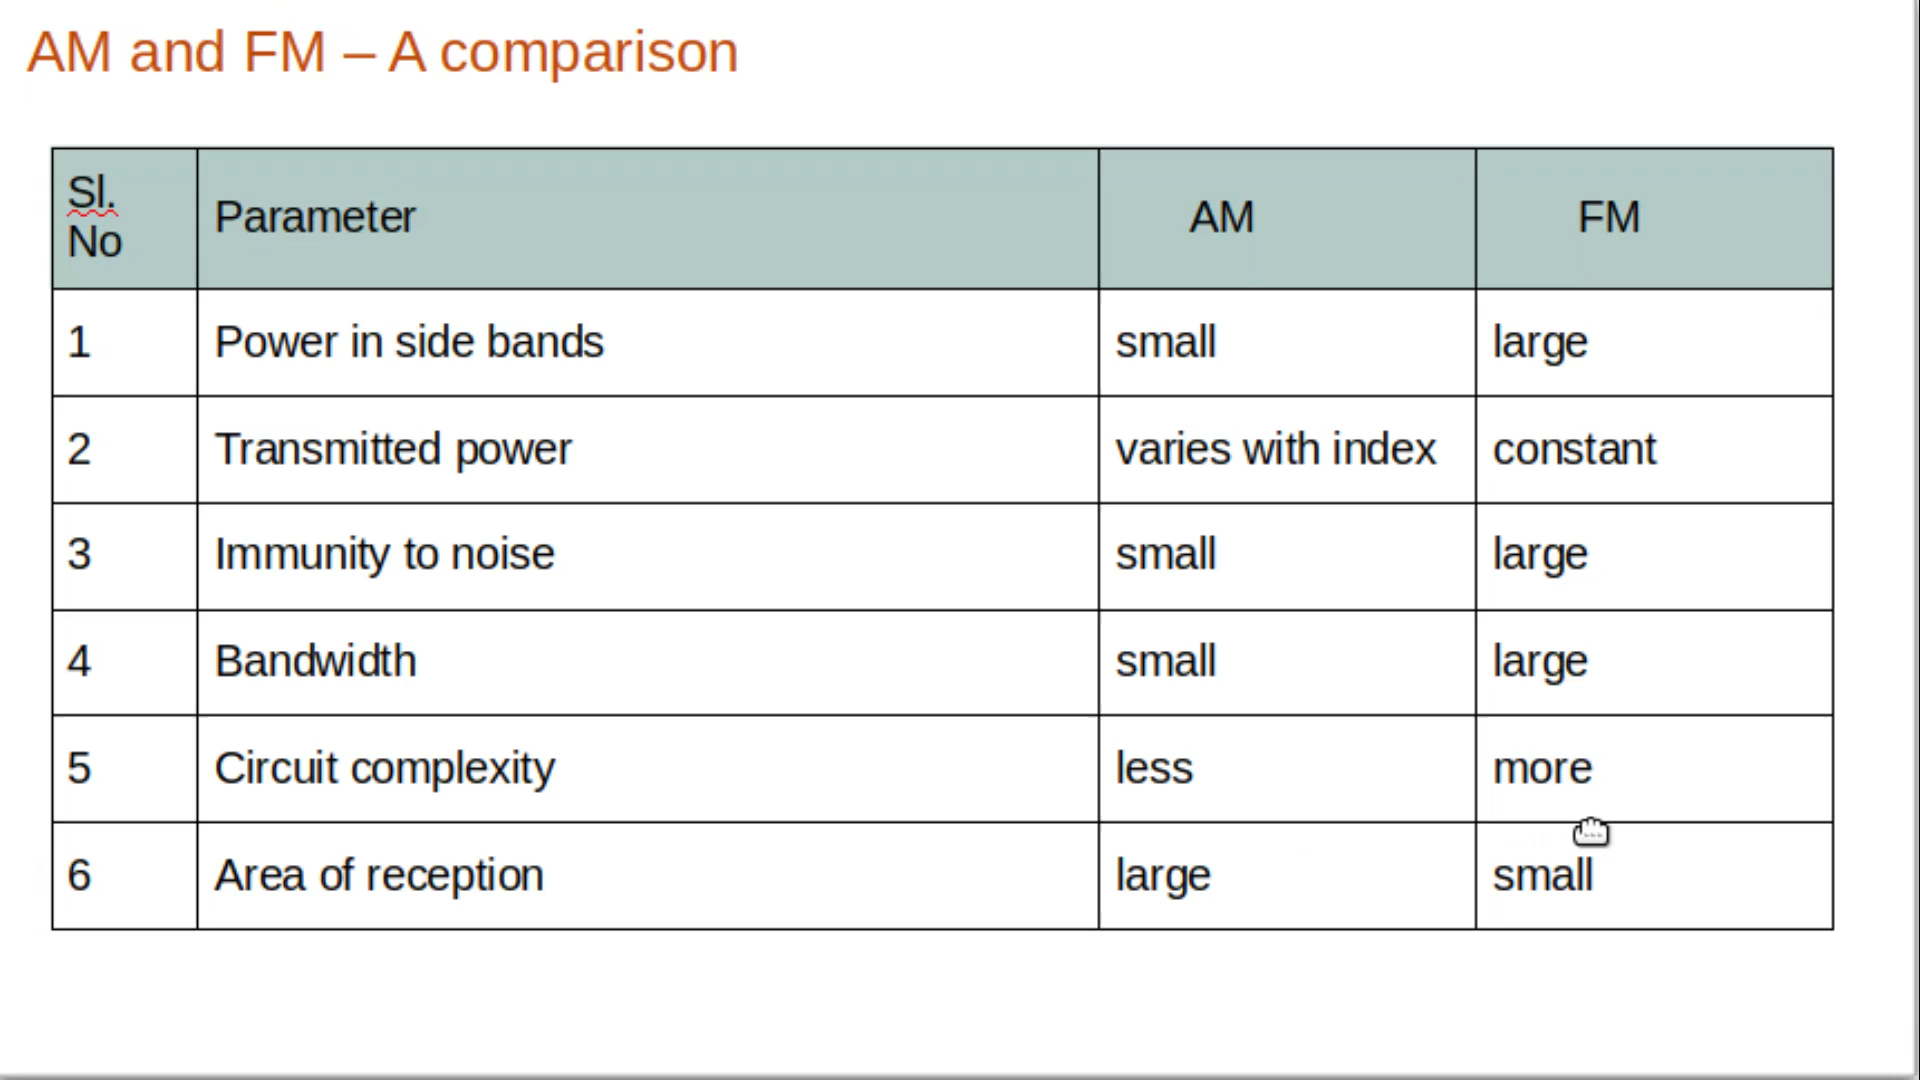 AM and FM – A comparison
Sl. No Parameter AM FM
1 Power in side bands small large
2 Transmitted power varies with index constant
3 Immunity to noise small large
4 Bandwidth small large
5 Circuit complexity less more
6 Area of reception large small